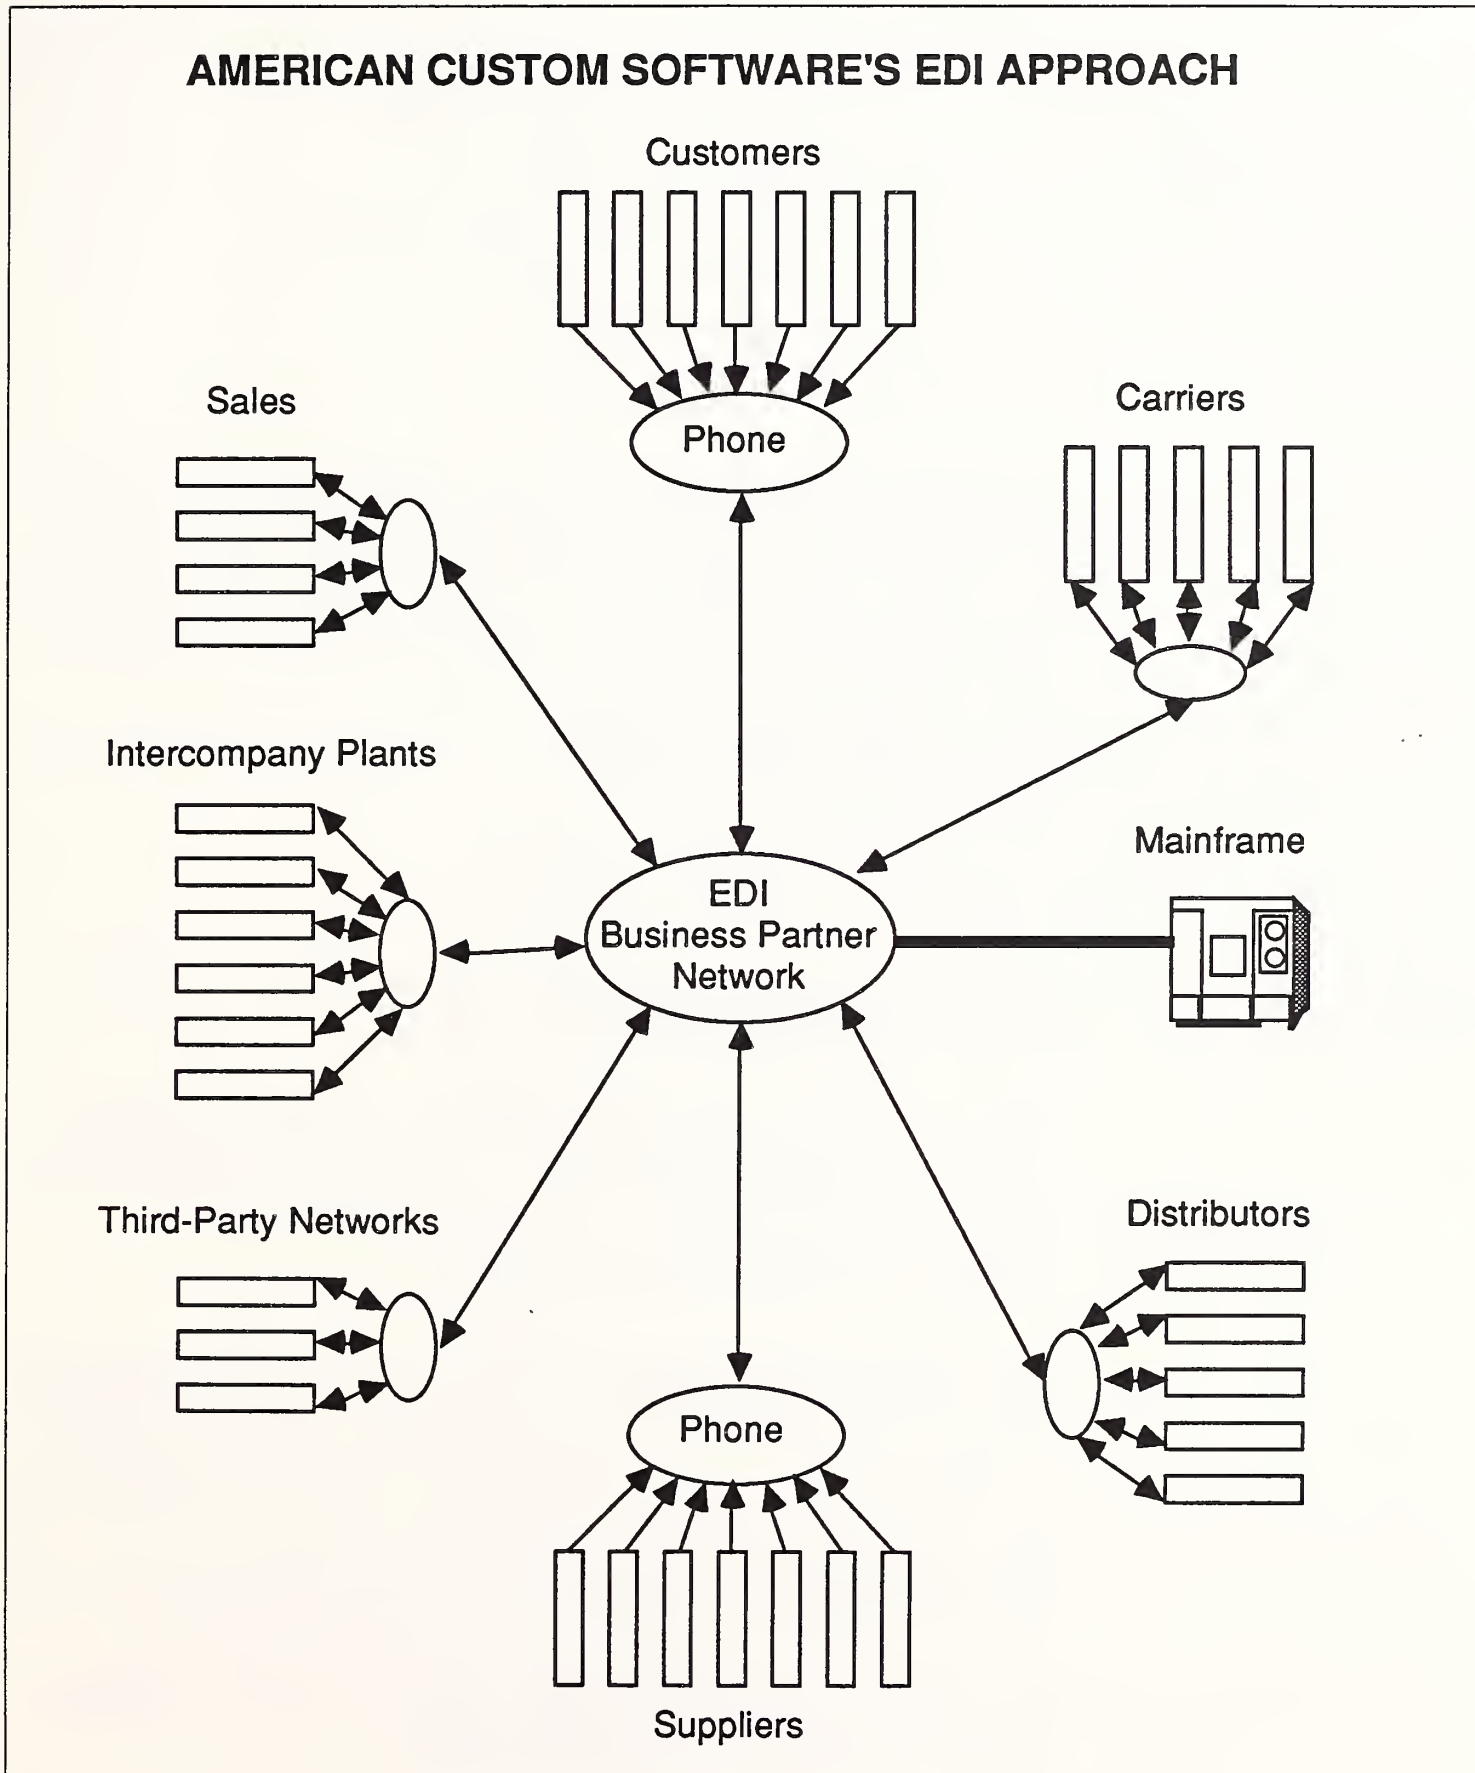 AMERICAN CUSTOM SOFTWARE'S EDI APPROACH
Customers
Sales
Carriers
Phone
Intercompany Plants
Mainframe
EDI
Business Partner
Network
Third-Party Networks
Distributors
Phone
Suppliers